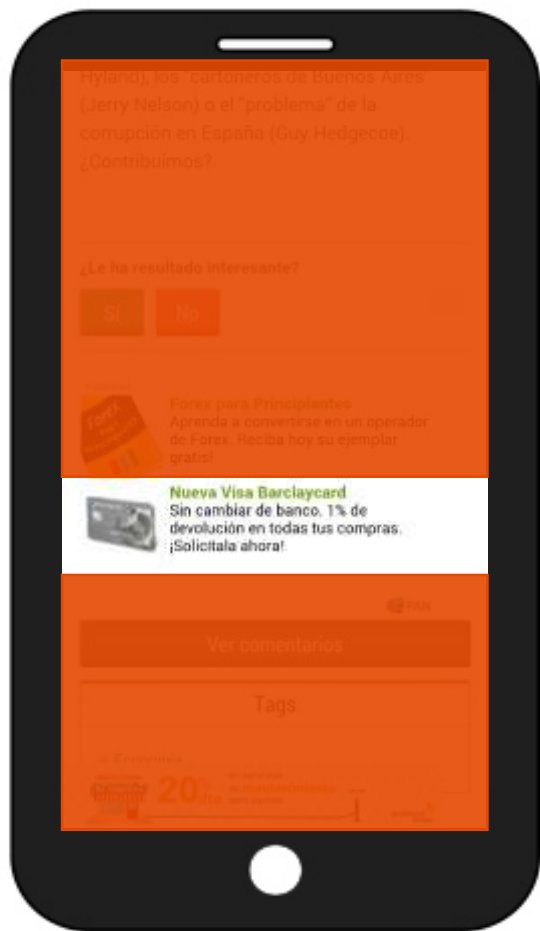 Hyland), los "cartoneros de Buenos Aires"
(Jerry Nelson) o el "problema" de la
corrupción en España (Guy Hedgecoe).
¿Contribuimos?
¿Le ha resultado interesante?
Sí No
Forex para Principiantes
Aprenda a convertirse en un operador
de Forex. Reciba hoy su ejemplar
gratis!
Nueva Visa Barclaycard
Sin cambiar de banco. 1% de
devolución en todas tus compras.
¡Solicítala ahora!
PAN
Ver comentarios
Tags
Economía
20%